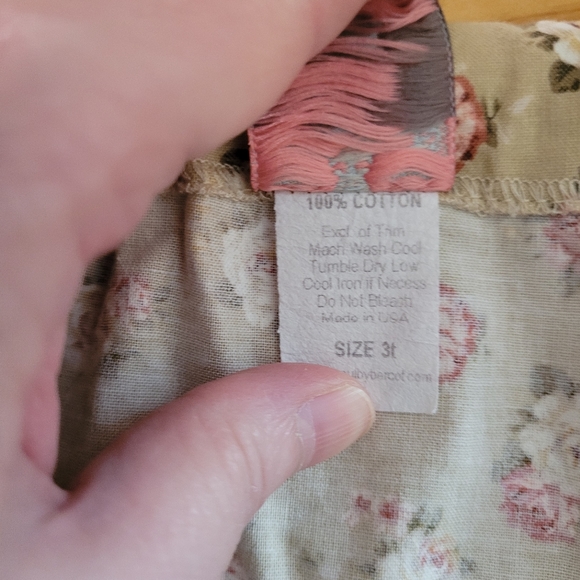 100% COTTON
Excl. of Trim
Mach Wash Cool
Tumble Dry Low
Cool Iron if Necess
Do Not Bleach
Made in USA
SIZE 3t